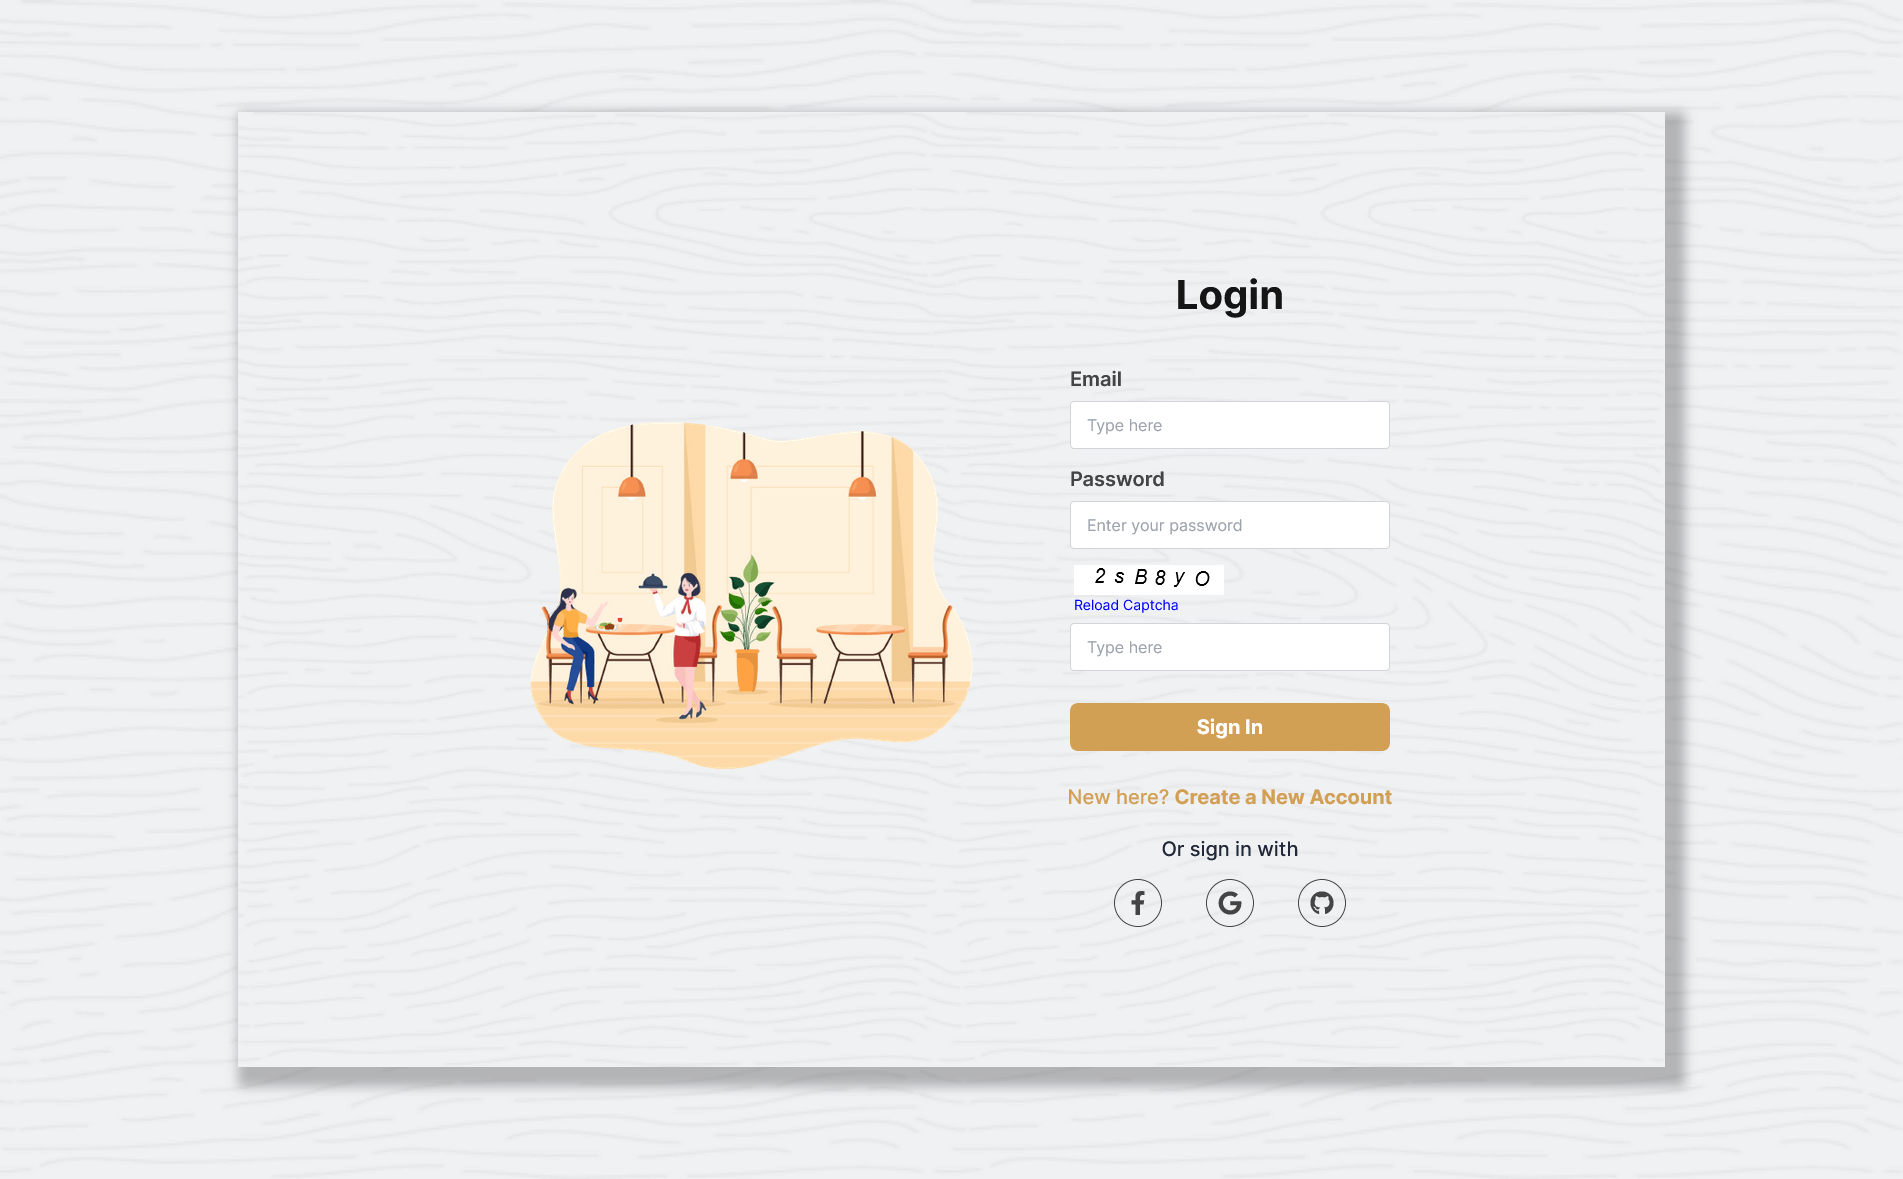 Login
Email
Type here
Password
Enter your password
2 s B 8 y O
Reload Captcha
Type here
Sign In
New here? Create a New Account
Or sign in with